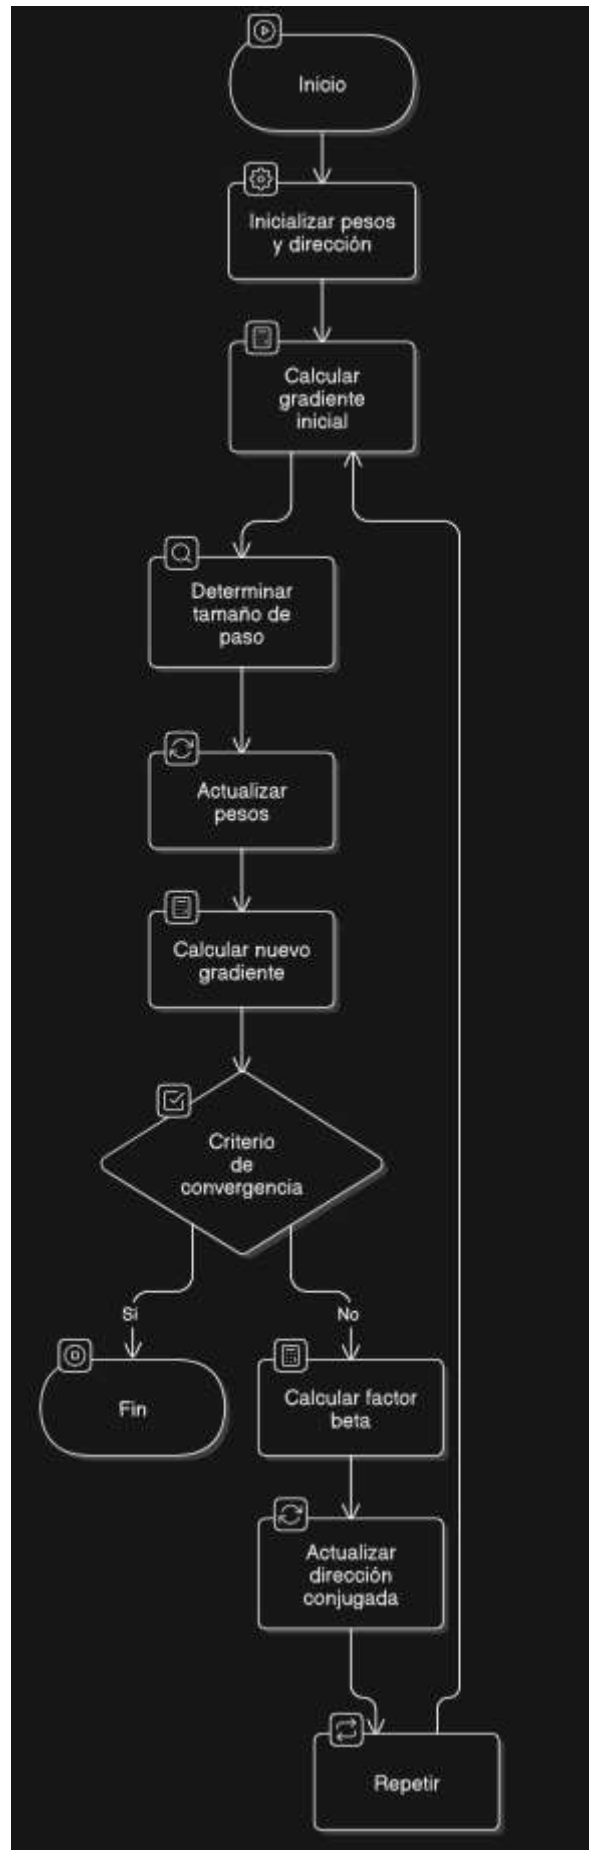 Inicio
Inicializar pesos
y dirección
Calcular
gradiente
inicial
Determinar
tamaño de
paso
Actualizar
pesos
Calcular nuevo
gradiente
Criterio
de
convergencia
Sí
No
Fin
Calcular factor
beta
Actualizar
dirección
conjugada
Repetir